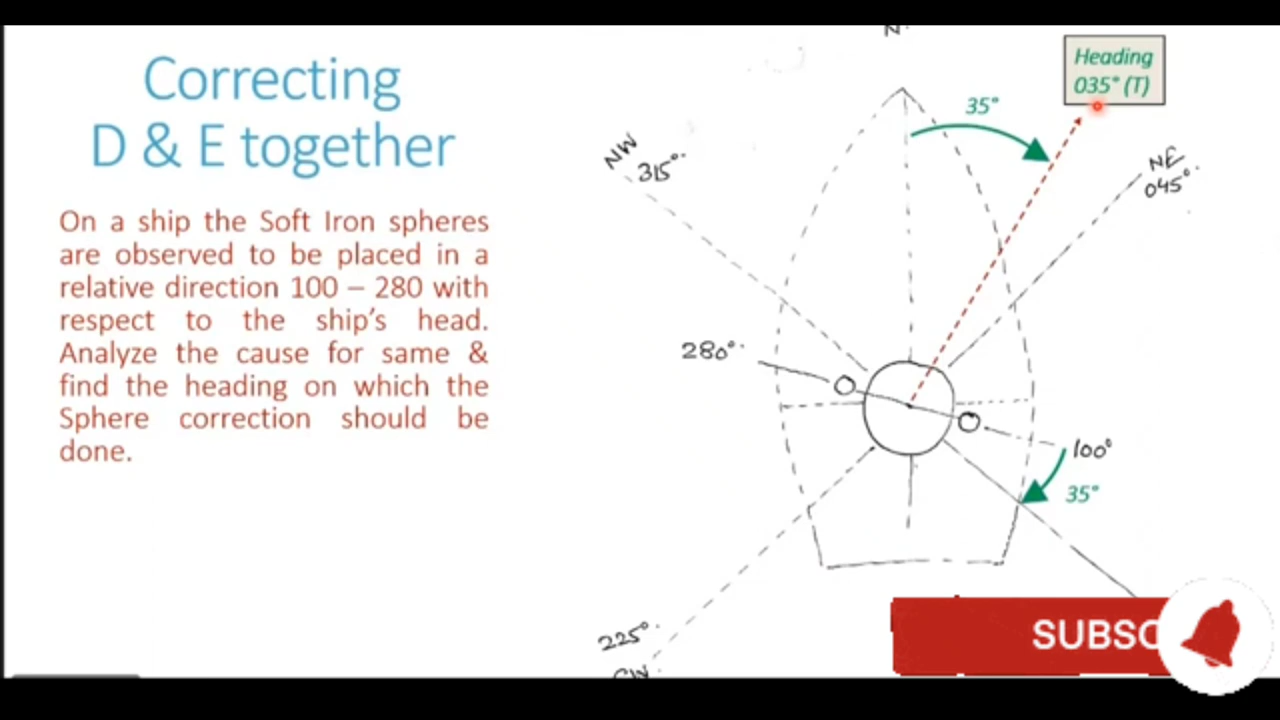 Correcting
D & E together
On a ship the Soft Iron spheres
are observed to be placed in a
relative direction 100 – 280 with
respect to the ship's head.
Analyze the cause for same &
find the heading on which the
Sphere correction should be
done.
N
Heading
035° (T)
35°
NW
315°
NE
045°
280°
100°
35°
225°
SUBSC